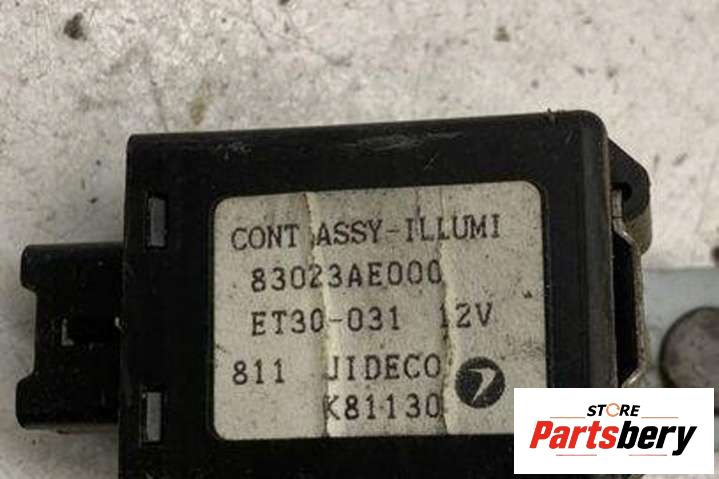 CONT ASSY-ILLUMI
83023AE000
ET30-031 12V
811 JIDECO
K81130
STORE
Partsbery